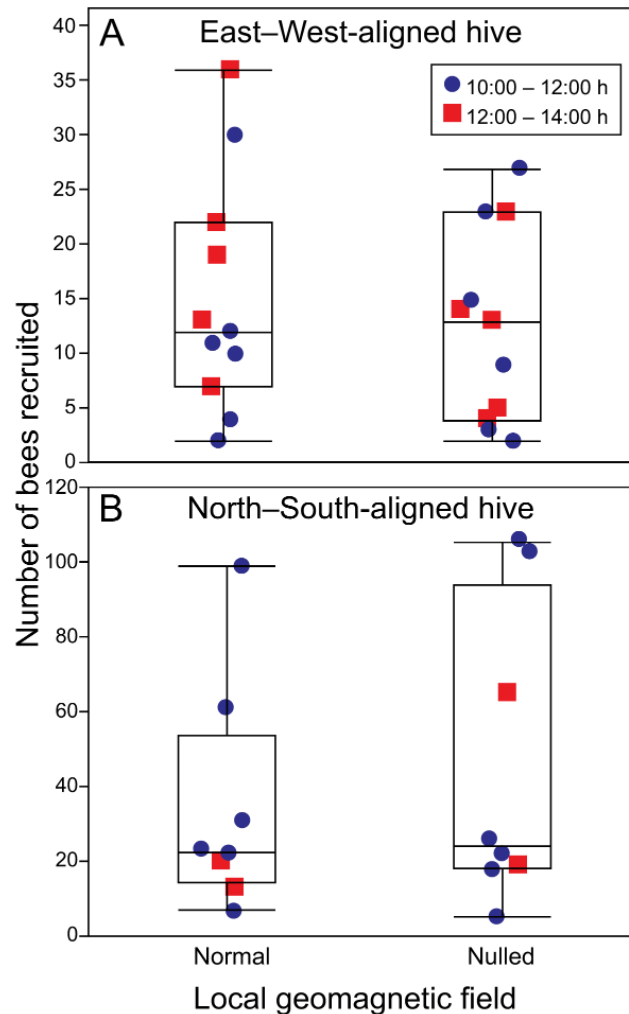 A
East–West-aligned hive
10:00 – 12:00 h
12:00 – 14:00 h
40
35
30
25
20
15
10
5
0
Number of bees recruited
B
North–South-aligned hive
120
100
80
60
40
20
0
Normal Nulled
Local geomagnetic field